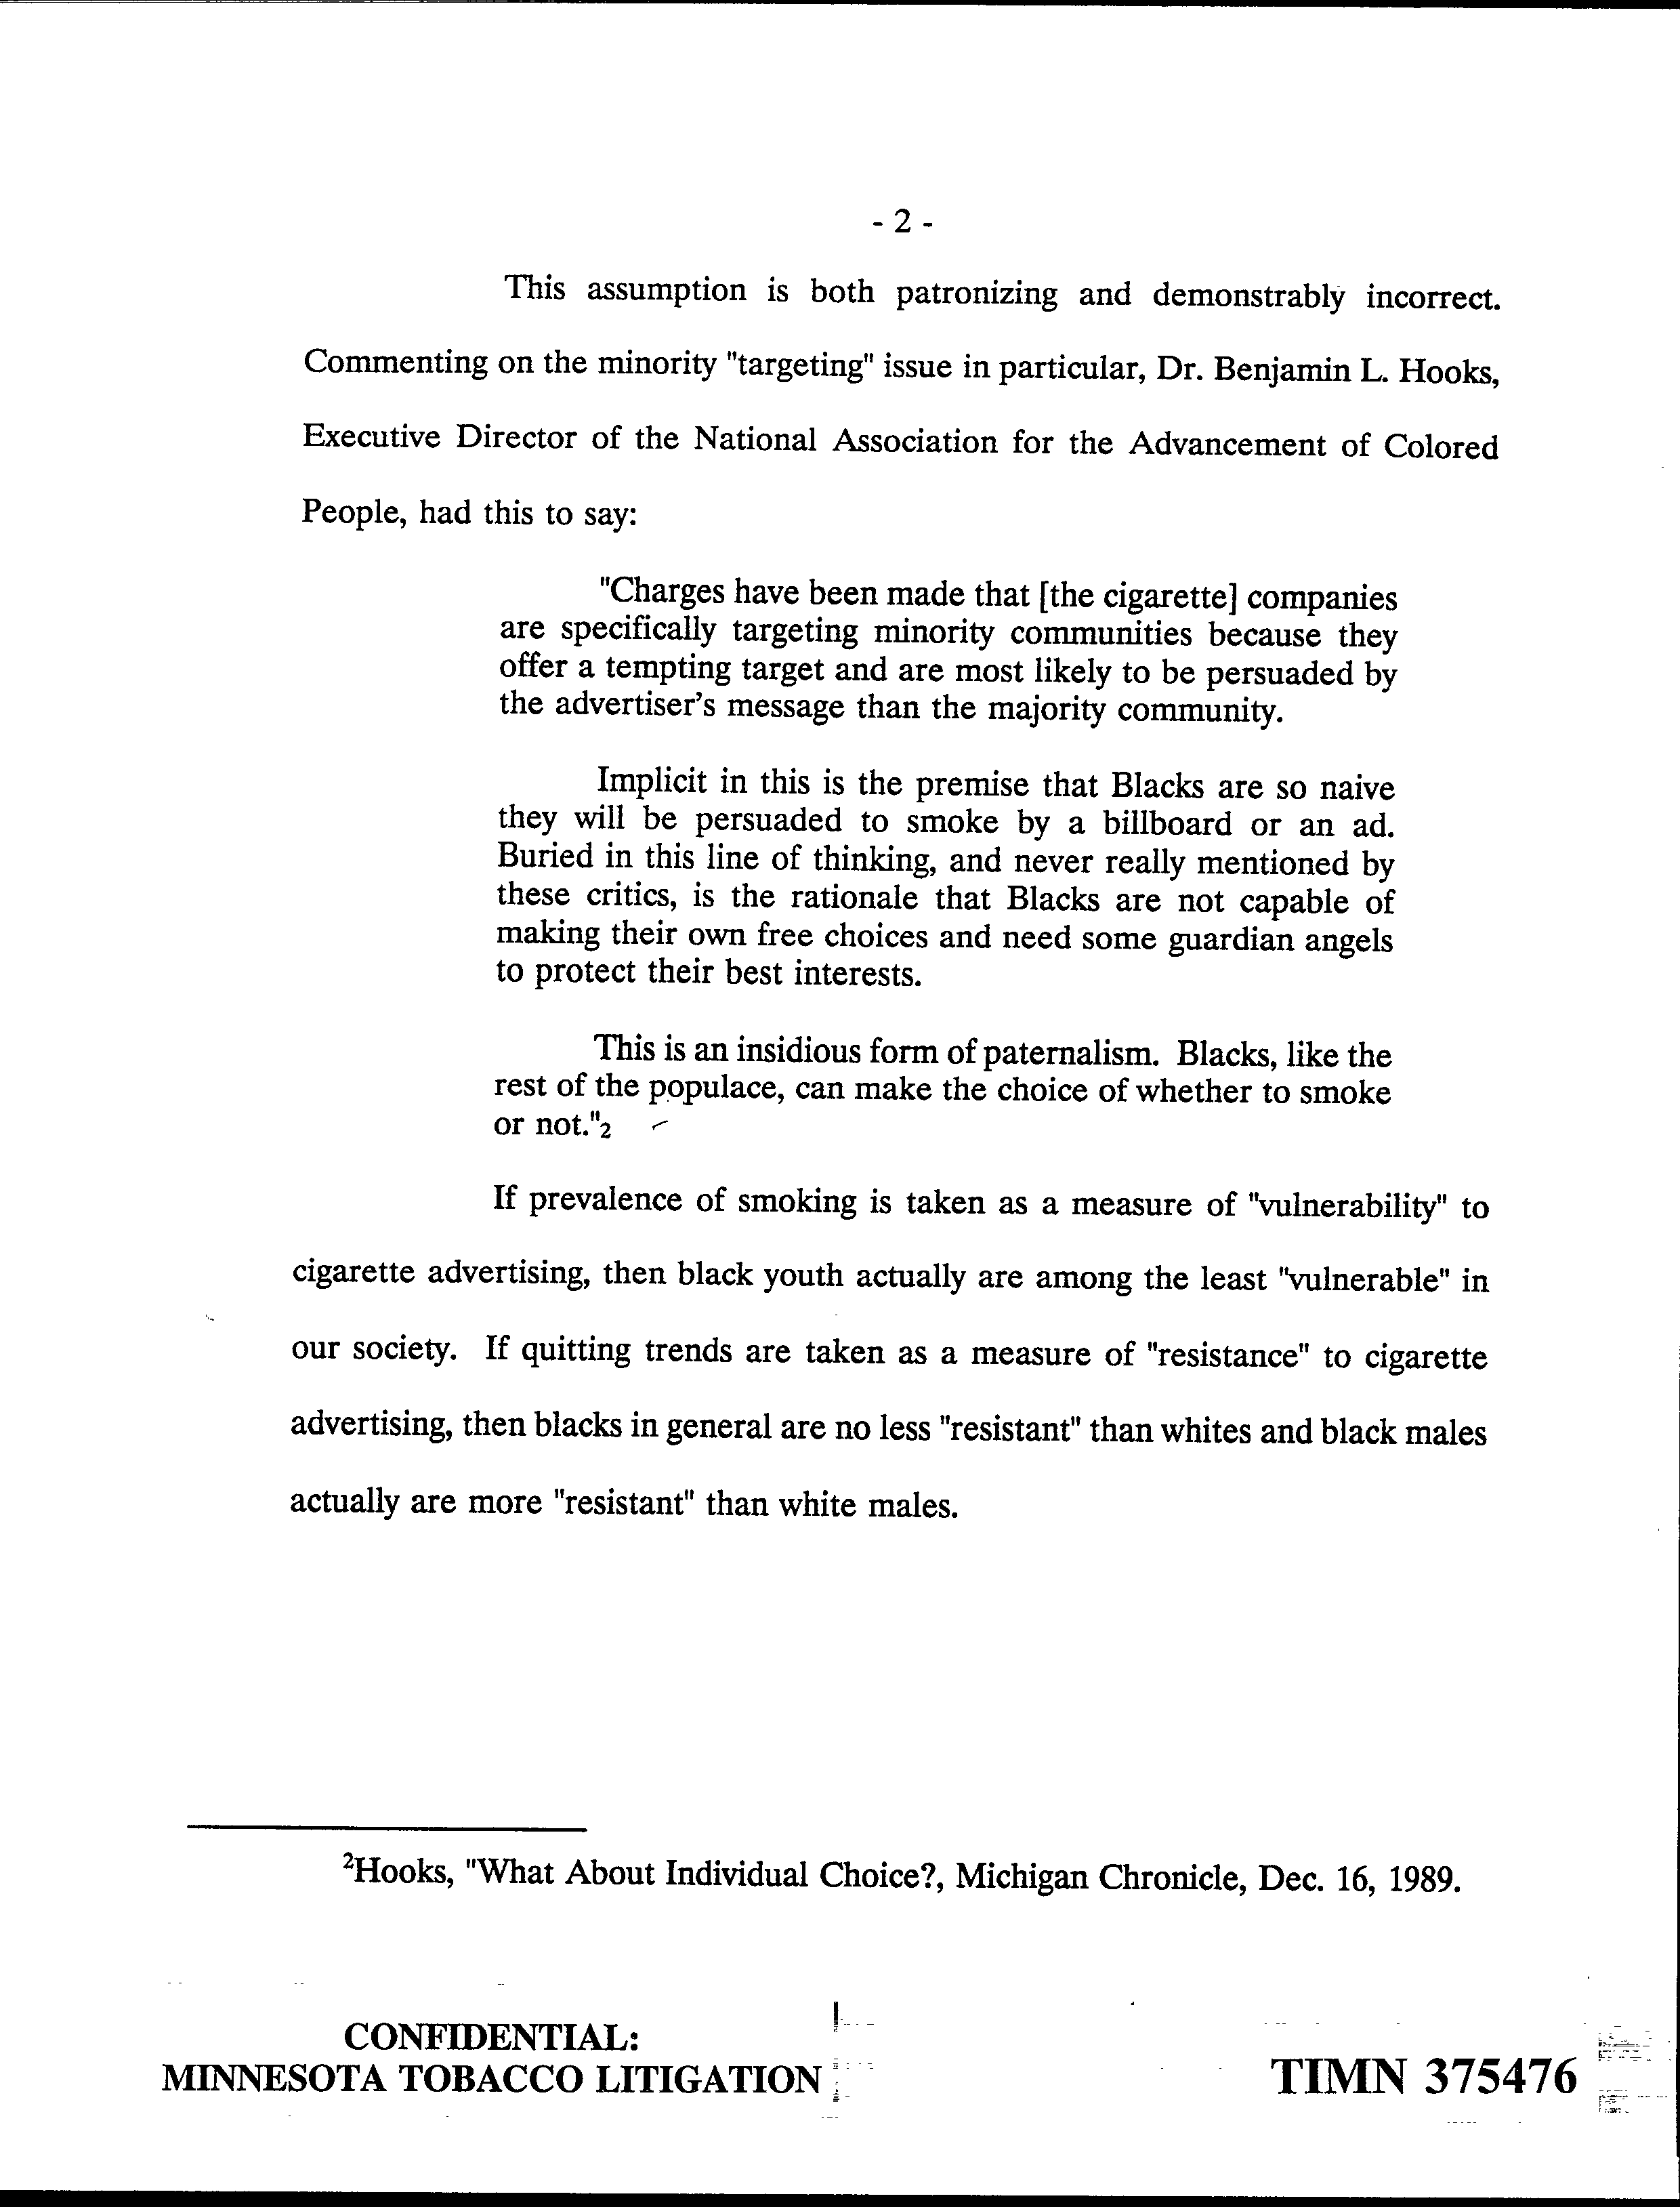 - 2 -
This assumption is both patronizing and demonstrably incorrect.
Commenting on the minority "targeting" issue in particular, Dr. Benjamin L. Hooks,
Executive Director of the National Association for the Advancement of Colored
People, had this to say:
"Charges have been made that [the cigarette] companies
are specifically targeting minority communities because they
offer a tempting target and are most likely to be persuaded by
the advertiser's message than the majority community.
Implicit in this is the premise that Blacks are so naive
they will be persuaded to smoke by a billboard or an ad.
Buried in this line of thinking, and never really mentioned by
these critics, is the rationale that Blacks are not capable of
making their own free choices and need some guardian angels
to protect their best interests.
This is an insidious form of paternalism. Blacks, like the
rest of the populace, can make the choice of whether to smoke
or not."2
If prevalence of smoking is taken as a measure of "vulnerability" to
cigarette advertising, then black youth actually are among the least "vulnerable" in
our society. If quitting trends are taken as a measure of "resistance" to cigarette
advertising, then blacks in general are no less "resistant" than whites and black males
actually are more "resistant" than white males.
2Hooks, "What About Individual Choice?, Michigan Chronicle, Dec. 16, 1989.
CONFIDENTIAL:
MINNESOTA TOBACCO LITIGATION
TIMN 375476